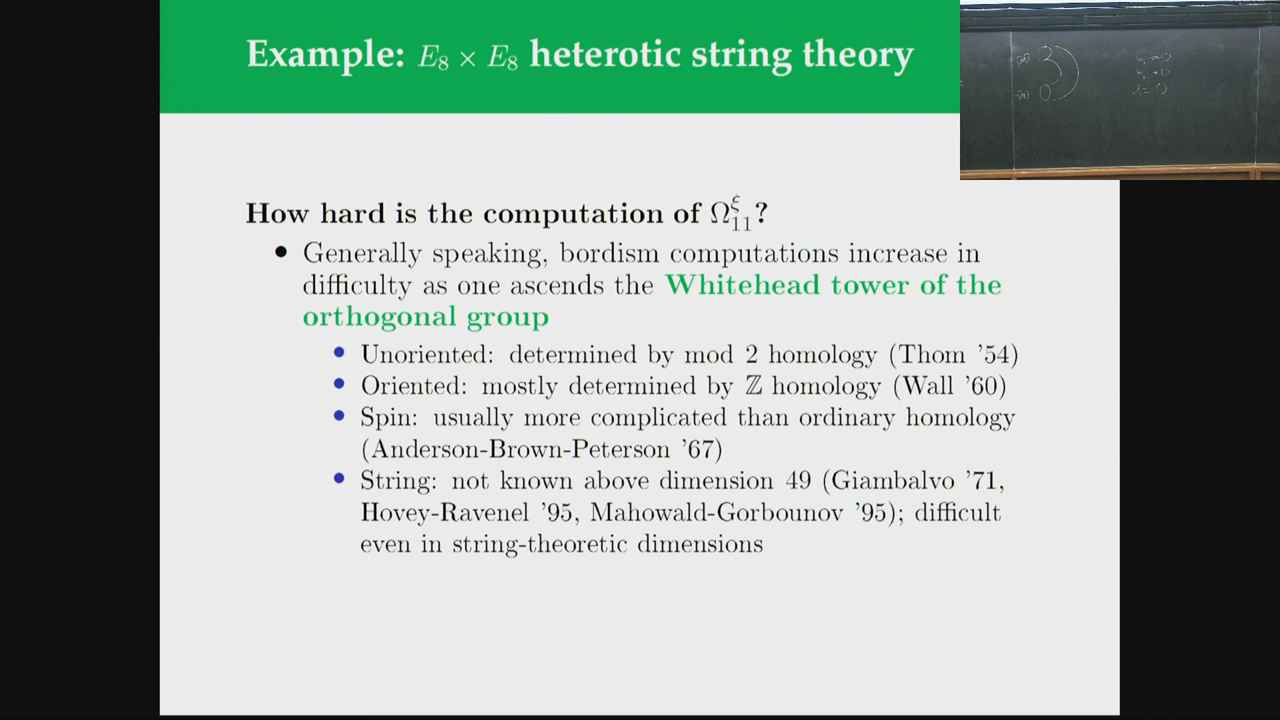 Example: E₈ × E₈ heterotic string theory
How hard is the computation of Ω₁₁^ξ?
• Generally speaking, bordism computations increase in
difficulty as one ascends the Whitehead tower of the
orthogonal group
• Unoriented: determined by mod 2 homology (Thom ’54)
• Oriented: mostly determined by ℤ homology (Wall ’60)
• Spin: usually more complicated than ordinary homology
(Anderson-Brown-Peterson ’67)
• String: not known above dimension 49 (Giambalvo ’71,
Hovey-Ravenel ’95, Mahowald-Gorbounov ’95); difficult
even in string-theoretic dimensions